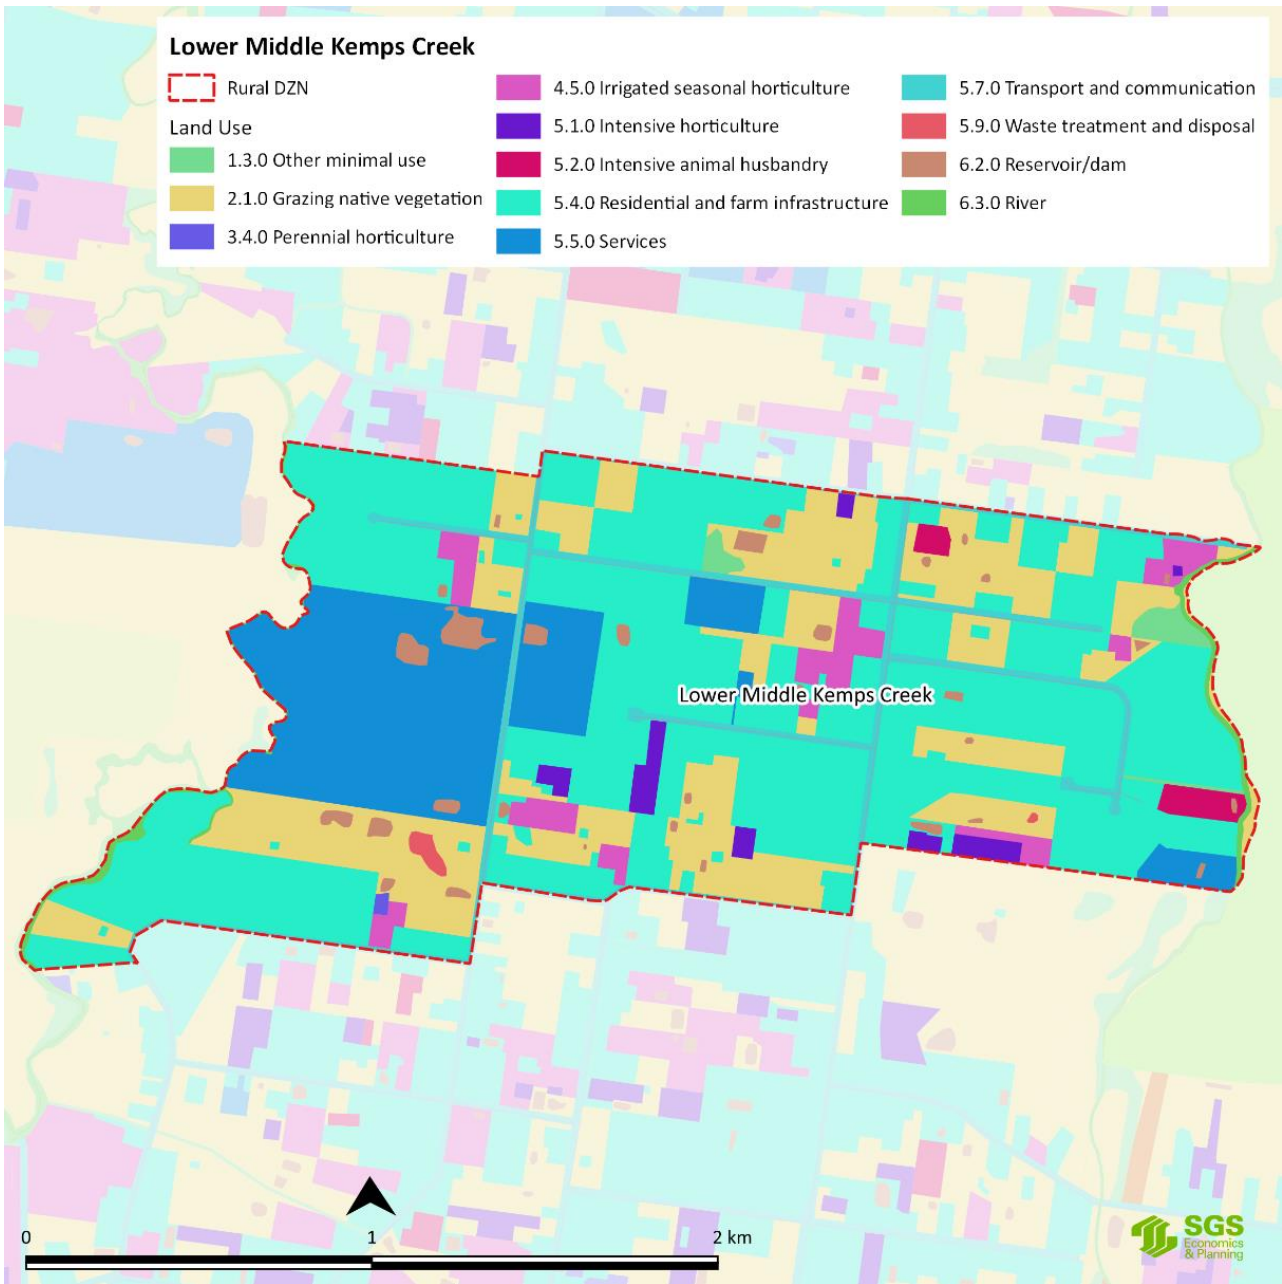 Lower Middle Kemps Creek
Rural DZN
Land Use
1.3.0 Other minimal use
2.1.0 Grazing native vegetation
3.4.0 Perennial horticulture
4.5.0 Irrigated seasonal horticulture
5.1.0 Intensive horticulture
5.2.0 Intensive animal husbandry
5.4.0 Residential and farm infrastructure
5.5.0 Services
5.7.0 Transport and communication
5.9.0 Waste treatment and disposal
6.2.0 Reservoir/dam
6.3.0 River
Lower Middle Kemps Creek
0 1 2 km
SGS
Economics
& Planning